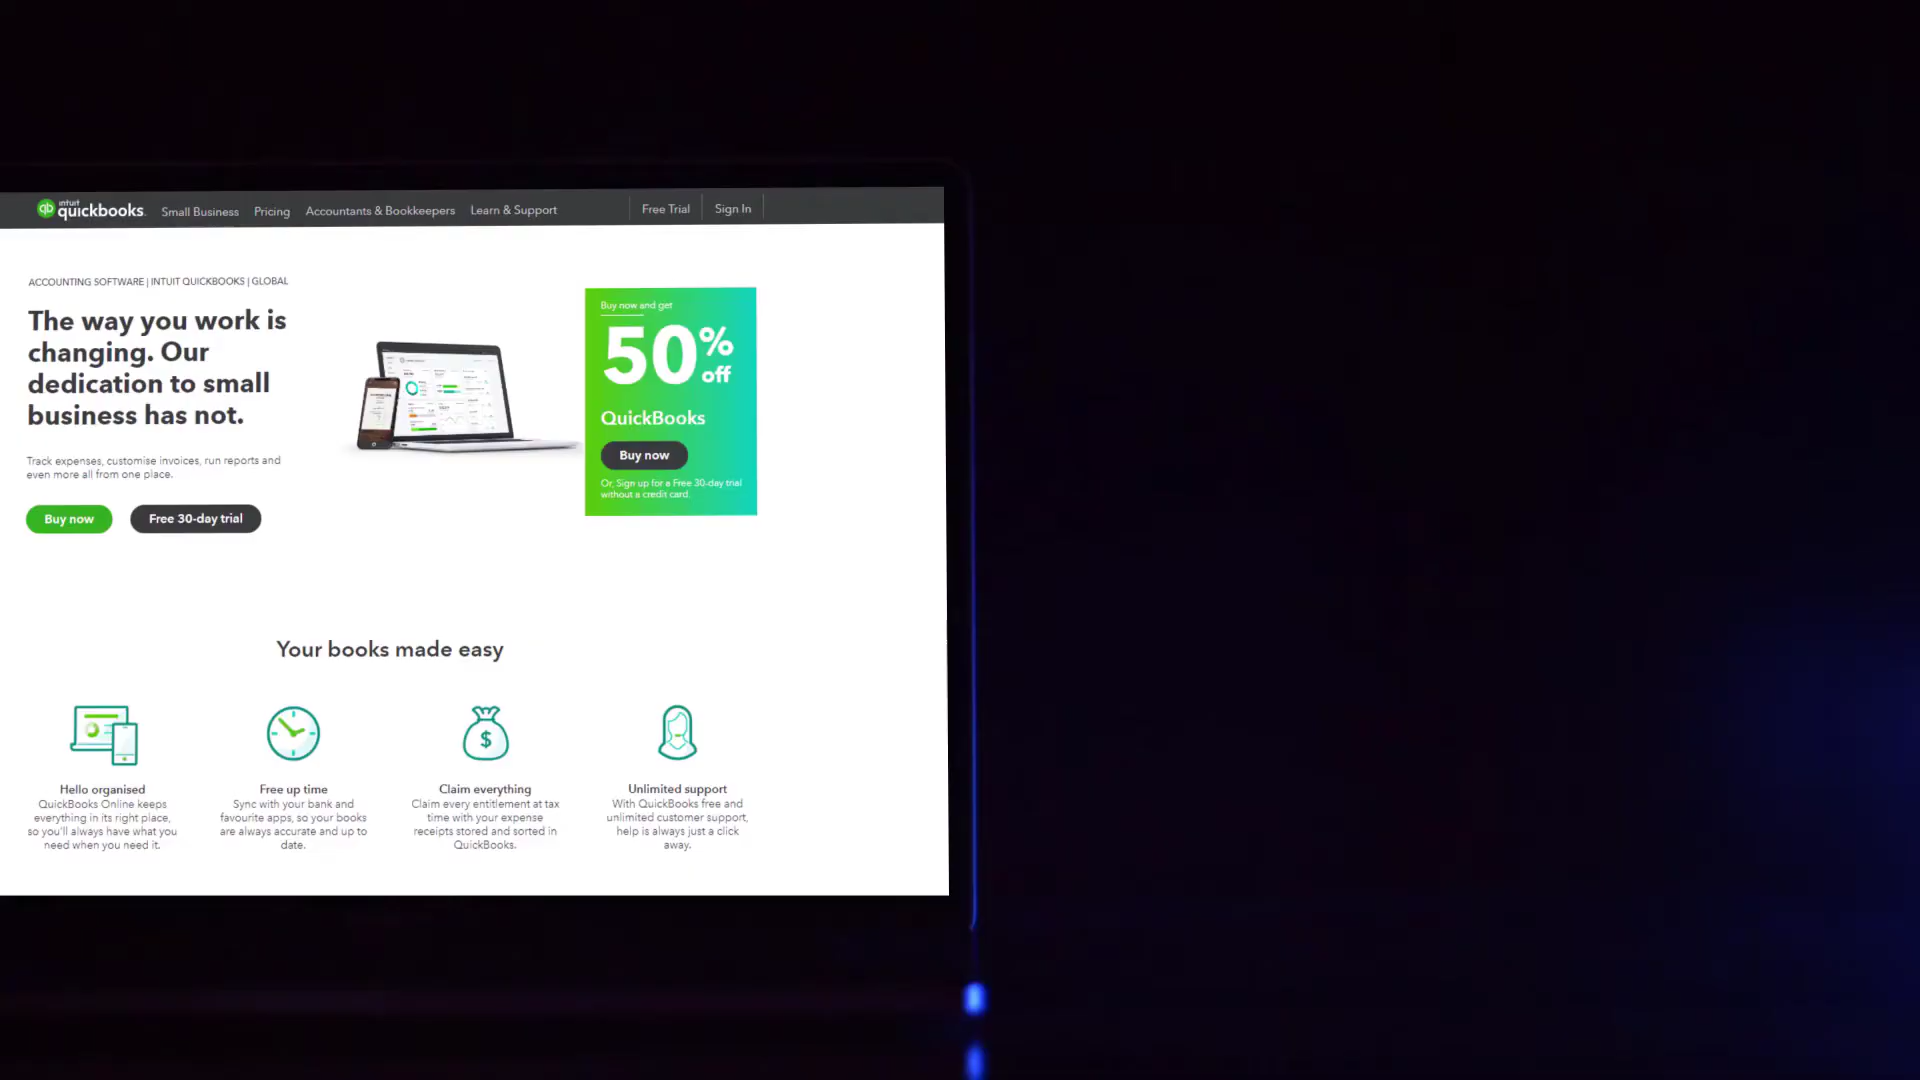 intuit
quickbooks.
Small Business Pricing Accountants & Bookkeepers Learn & Support Free Trial Sign In
ACCOUNTING SOFTWARE | INTUIT QUICKBOOKS | GLOBAL
The way you work is
changing. Our
dedication to small
business has not.
Track expenses, customise invoices, run reports and
even more all from one place.
Buy now
Free 30-day trial
Buy now and get
50%
off
QuickBooks
Buy now
Or, Sign up for a Free 30-day trial
without a credit card.
Your books made easy
Hello organised
QuickBooks Online keeps
everything in its right place,
so you'll always have what you
need when you need it.
Free up time
Sync with your bank and
favourite apps, so your books
are always accurate and up to
date.
Claim everything
Claim every entitlement at tax
time with your expense
receipts stored and sorted in
QuickBooks.
Unlimited support
With QuickBooks free and
unlimited customer support,
help is always just a click
away.